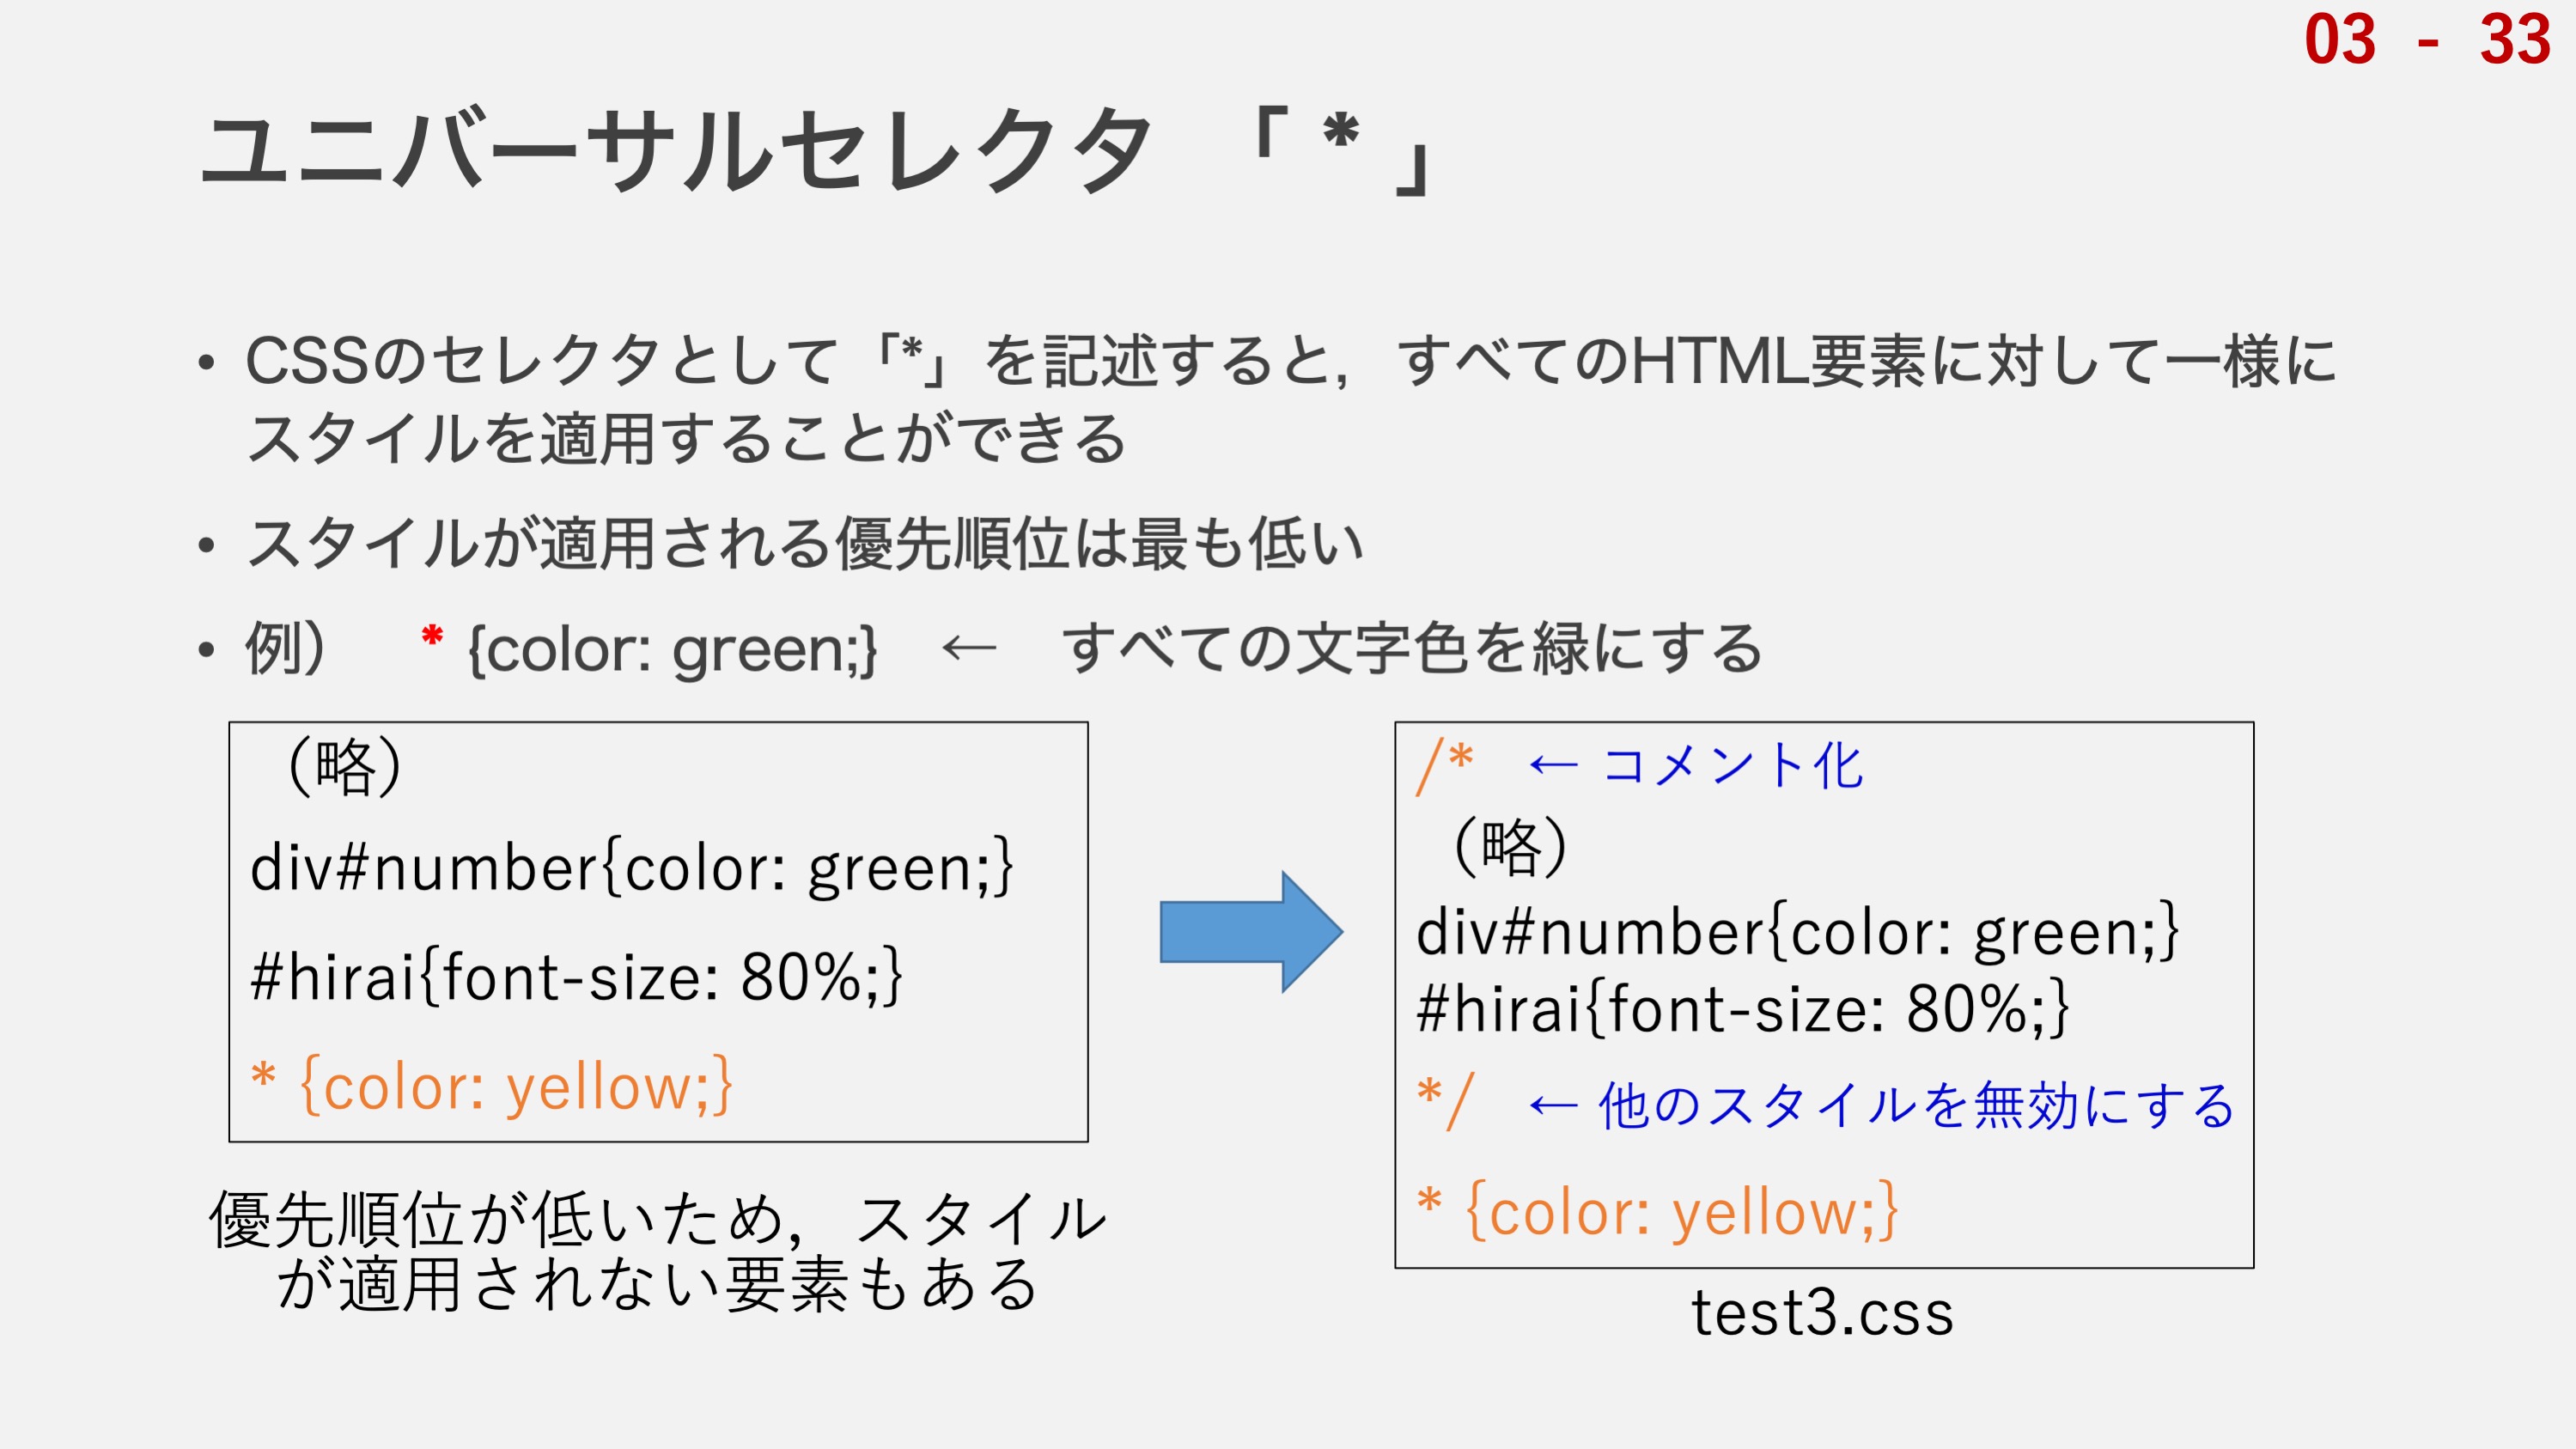 03 - 33
ユニバーサルセレクタ 「 * 」
• CSSのセレクタとして「*」を記述すると，すべてのHTML要素に対して一様に
スタイルを適用することができる
• スタイルが適用される優先順位は最も低い
• 例） * {color: green;} ← すべての文字色を緑にする
（略）
div#number{color: green;}
#hirai{font-size: 80%;}
* {color: yellow;}
優先順位が低いため，スタイル
が適用されない要素もある
/* ← コメント化
（略）
div#number{color: green;}
#hirai{font-size: 80%;}
*/ ← 他のスタイルを無効にする
* {color: yellow;}
test3.css